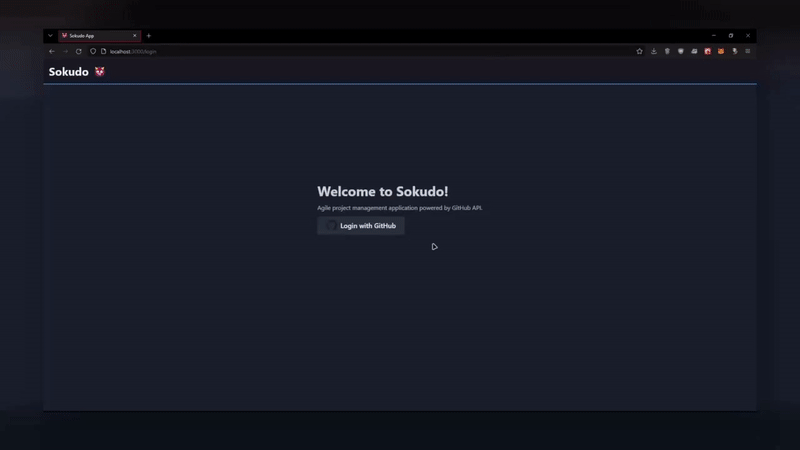 Sokudo App
localhost:3000/login
Sokudo
Welcome to Sokudo!
Agile project management application powered by GitHub API.
Login with GitHub